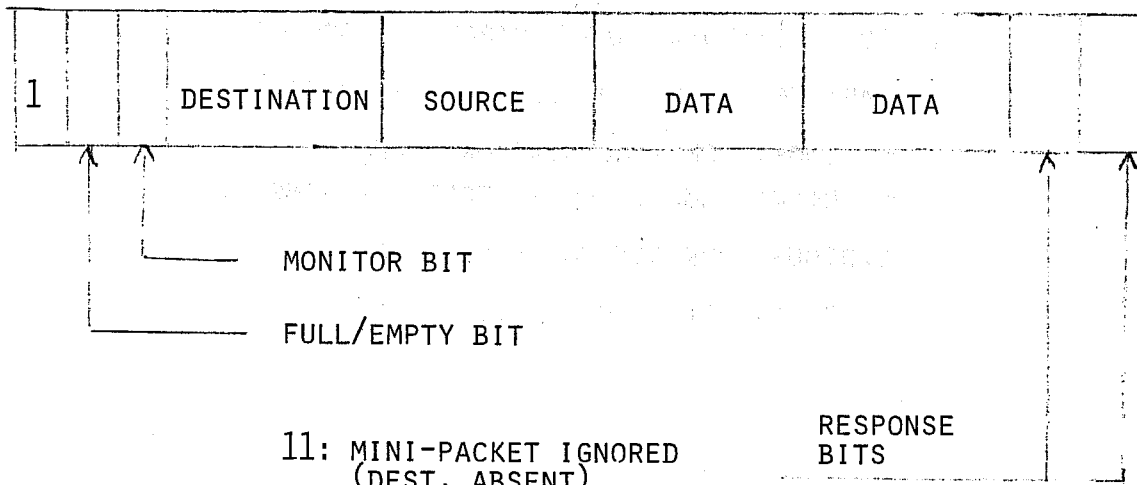 1 DESTINATION SOURCE DATA DATA
MONITOR BIT
FULL/EMPTY BIT
RESPONSE
11: MINI-PACKET IGNORED BITS
(DEST. ABSENT)